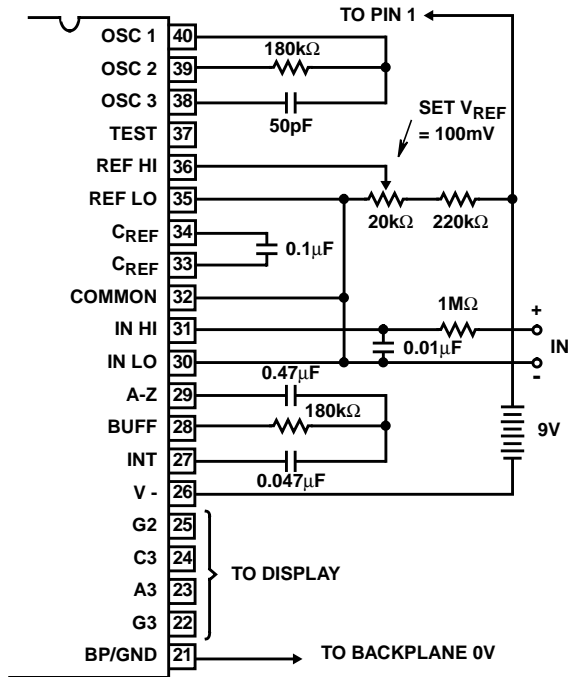 TO PIN 1
OSC 1 40
180kΩ
OSC 2 39
OSC 3 38
50pF
TEST 37
SET VREF
= 100mV
REF HI 36
REF LO 35
20kΩ 220kΩ
CREF 34
0.1µF
CREF 33
COMMON 32
1MΩ
+
IN HI 31
IN
0.01µF
IN LO 30
-
0.47µF
A-Z 29
180kΩ
BUFF 28
9V
INT 27
0.047µF
V - 26
G2 25
C3 24
TO DISPLAY
A3 23
G3 22
BP/GND 21
TO BACKPLANE 0V